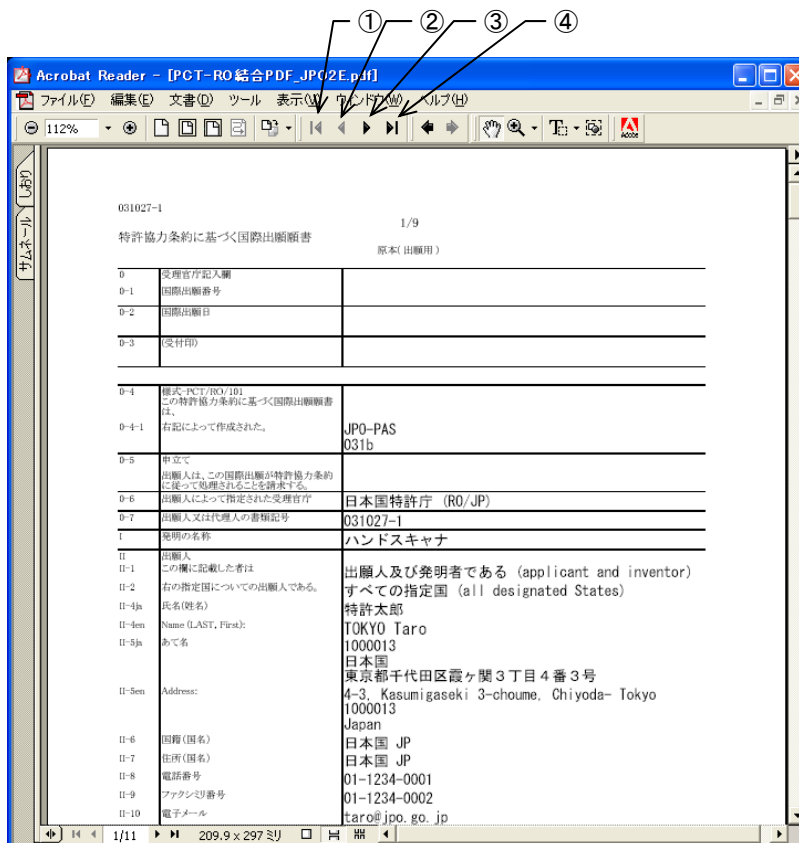 ① ② ③ ④
Acrobat Reader - [PCT-RO結合PDF_JPO2E.pdf]
ファイル(F) 編集(E) 文書(D) ツール 表示(V) ウィンドウ(W) ヘルプ(H)
112%
Adobe
しおり
サムネール
031027-1
1/9
特許協力条約に基づく国際出願願書
原本(出願用)
0 受理官庁記入欄
0-1 国際出願番号
0-2 国際出願日
0-3 (受付印)
0-4 様式-PCT/RO/101
この特許協力条約に基づく国際出願願書
は、
0-4-1 右記によって作成された。 JPO-PAS
031b
0-5 申立て
出願人は、この国際出願が特許協力条約
に従って処理されることを請求する。
0-6 出願人によって指定された受理官庁 日本国特許庁 (RO/JP)
0-7 出願人又は代理人の書類記号 031027-1
I 発明の名称 ハンドスキャナ
II 出願人
II-1 この欄に記載した者は 出願人及び発明者である (applicant and inventor)
II-2 右の指定国についての出願人である。 すべての指定国 (all designated States)
II-4ja 氏名(姓名) 特許太郎
II-4en Name (LAST, First): TOKYO Taro
II-5ja あて名 1000013
日本国
東京都千代田区霞ヶ関3丁目4番3号
II-5en Address: 4-3, Kasumigaseki 3-choume, Chiyoda- Tokyo
1000013
Japan
II-6 国籍(国名) 日本国 JP
II-7 住所(国名) 日本国 JP
II-8 電話番号 01-1234-0001
II-9 ファクシミリ番号 01-1234-0002
II-10 電子メール taro@jpo.go.jp
1/11 209.9 x 297 ミリ